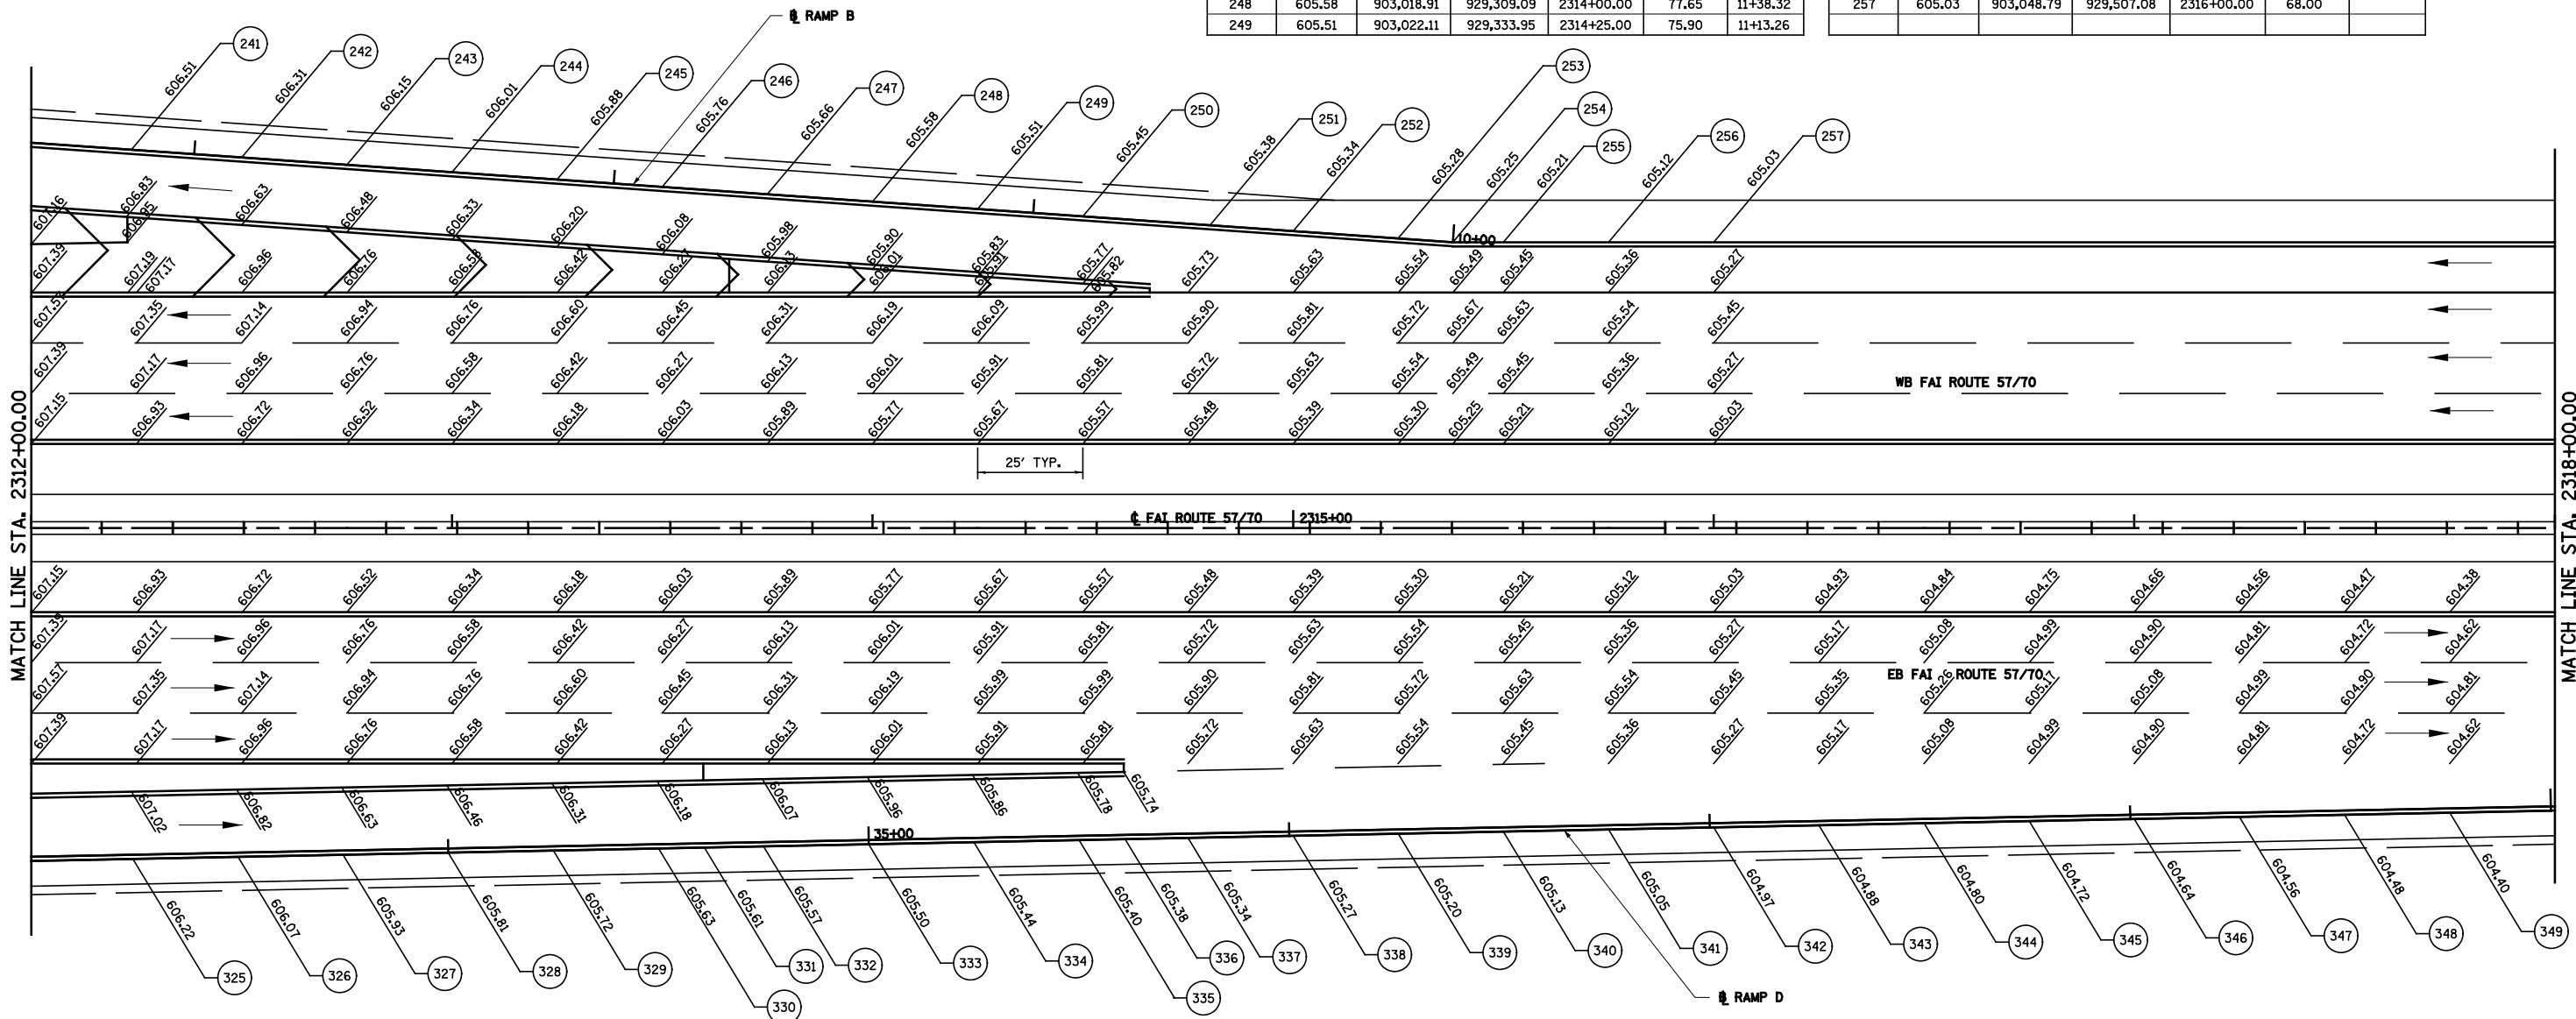 248 605.58 903,018.91 929,309.09 2314+00.00 77.65 11+38.32
249 605.51 903,022.11 929,333.95 2314+25.00 75.90 11+13.26
257 605.03 903,048.79 929,507.08 2316+00.00 68.00
℄ RAMP B
241 242 243 244 245 246 247 248 249 250 251 252 253 254 255 256 257
606.51 606.31 606.15 606.01 605.88 605.76 605.66 605.58 605.51 605.45 605.38 605.34 605.28 605.25 605.21 605.12 605.03
607.16 606.83 606.63 606.48 606.33 606.20 606.08 605.98 605.90 605.83 605.77
606.95
10+00
607.39 607.19 606.96 606.76 606.58 606.42 606.27 606.13 606.01 605.91 605.82 605.73 605.63 605.54 605.49 605.45 605.36 605.27
607.17
607.57 607.35 607.14 606.94 606.76 606.60 606.45 606.31 606.19 606.09 605.99 605.90 605.81 605.72 605.67 605.63 605.54 605.45
607.39 607.17 606.96 606.76 606.58 606.42 606.27 606.13 606.01 605.91 605.81 605.72 605.63 605.54 605.49 605.45 605.36 605.27
WB FAI ROUTE 57/70
607.15 606.93 606.72 606.52 606.34 606.18 606.03 605.89 605.77 605.67 605.57 605.48 605.39 605.30 605.25 605.21 605.12 605.03
25' TYP.
MATCH LINE STA. 2312+00.00
MATCH LINE STA. 2318+00.00
℄ FAI ROUTE 57/70 2315+00
607.15 606.93 606.72 606.52 606.34 606.18 606.03 605.89 605.77 605.67 605.57 605.48 605.39 605.30 605.21 605.12 605.03 604.93 604.84 604.75 604.66 604.56 604.47 604.38
607.39 607.17 606.96 606.76 606.58 606.42 606.27 606.13 606.01 605.91 605.81 605.72 605.63 605.54 605.45 605.36 605.27 605.17 605.08 604.99 604.90 604.81 604.72 604.62
EB FAI ROUTE 57/70
607.57 607.35 607.14 606.94 606.76 606.60 606.45 606.31 606.19 605.99 605.99 605.90 605.81 605.72 605.63 605.54 605.45 605.35 605.26 605.17 605.08 604.99 604.90 604.81
607.39 607.17 606.96 606.76 606.58 606.42 606.27 606.13 606.01 605.91 605.81 605.72 605.63 605.54 605.45 605.36 605.27 605.17 605.08 604.99 604.90 604.81 604.72 604.62
607.02 606.82 606.63 606.46 606.31 606.18 606.07 605.96 605.86 605.78 605.74
35+00
606.22 606.07 605.93 605.81 605.72 605.63 605.61 605.57 605.50 605.44 605.40 605.38 605.34 605.27 605.20 605.13 605.05 604.97 604.88 604.80 604.72 604.64 604.56 604.48 604.40
325 326 327 328 329 330 331 332 333 334 335 336 337 338 339 340 341 342 343 344 345 346 347 348 349
℄ RAMP D